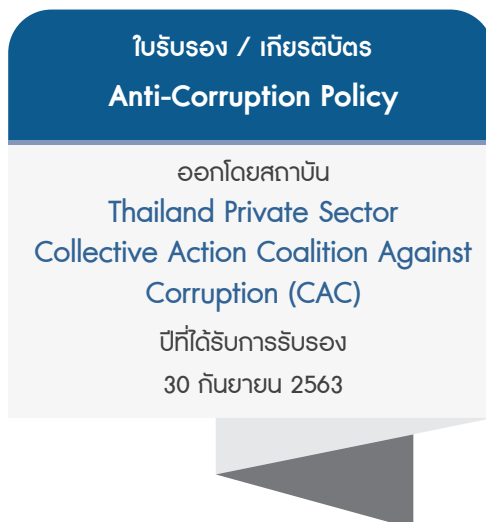 ใบรับรอง / เกียรติบัตร
Anti-Corruption Policy
ออกโดยสถาบัน
Thailand Private Sector
Collective Action Coalition Against
Corruption (CAC)
ปีที่ได้รับการรับรอง
30 กันยายน 2563